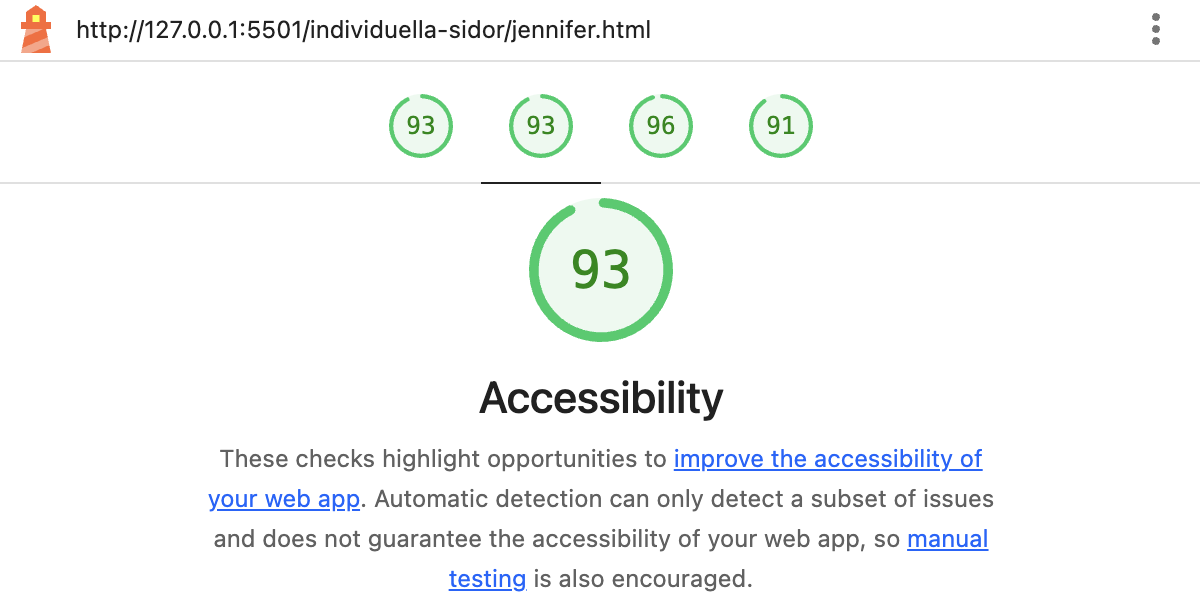 http://127.0.0.1:5501/individuella-sidor/jennifer.html
93 93 96 91
93
Accessibility
These checks highlight opportunities to improve the accessibility of
your web app. Automatic detection can only detect a subset of issues
and does not guarantee the accessibility of your web app, so manual
testing is also encouraged.